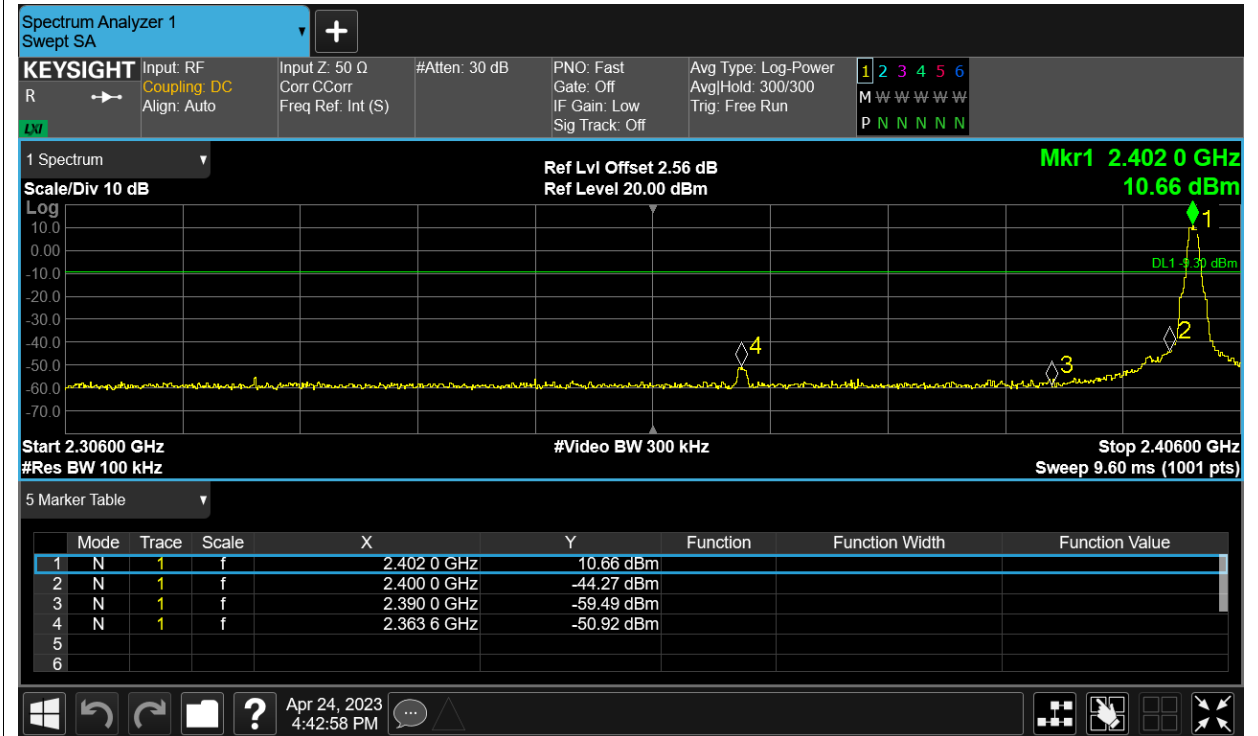 Spectrum Analyzer 1
Swept SA
+
KEYSIGHT Input: RF Input Z: 50 Ω #Atten: 30 dB PNO: Fast Avg Type: Log-Power 1 2 3 4 5 6
R Coupling: DC Corr CCorr Gate: Off Avg|Hold: 300/300 M W W W W W
Align: Auto Freq Ref: Int (S) IF Gain: Low Trig: Free Run
LXI Sig Track: Off P N N N N N
1 Spectrum Ref Lvl Offset 2.56 dB Mkr1 2.402 0 GHz
Scale/Div 10 dB Ref Level 20.00 dBm 10.66 dBm
Log
10.0
0.00
-10.0
-20.0
-30.0
-40.0
-50.0
-60.0
-70.0
1
DL1 -9.30 dBm
2
4
3
Start 2.30600 GHz #Video BW 300 kHz Stop 2.40600 GHz
#Res BW 100 kHz Sweep 9.60 ms (1001 pts)
5 Marker Table
Mode Trace Scale X Y Function Function Width Function Value
1 N 1 f 2.402 0 GHz 10.66 dBm
2 N 1 f 2.400 0 GHz -44.27 dBm
3 N 1 f 2.390 0 GHz -59.49 dBm
4 N 1 f 2.363 6 GHz -50.92 dBm
5
6
? Apr 24, 2023
4:42:58 PM